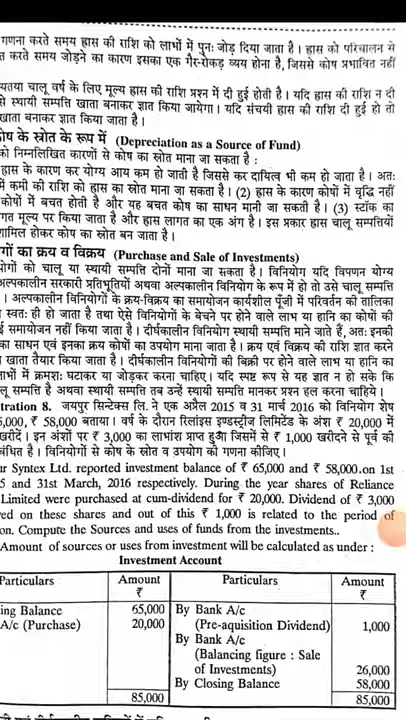 गणना करते समय ह्रास की राशि को लाभों में पुनः जोड़ दिया जाता है। ह्रास को परिचालन से
त करते समय जोड़ने का कारण इसका एक गैर-रोकड़ व्यय होना है, जिससे कोष प्रभावित नहीं
यतया चालू वर्ष के लिए मूल्य ह्रास की राशि प्रश्न में दी हुई होती है। यदि ह्रास की राशि न दी
से स्थायी सम्पत्ति खाता बनाकर ज्ञात किया जायेगा। यदि संचयी ह्रास की राशि दी हुई हो तो
खाता बनाकर ज्ञात किया जाता है।
ोष के स्रोत के रूप में (Depreciation as a Source of Fund)
को निम्नलिखित कारणों से कोष का स्रोत माना जा सकता है :
ह्रास के कारण कर योग्य आय कम हो जाती है जिससे कर दायित्व भी कम हो जाता है। अतः
में कमी की राशि को ह्रास का स्रोत माना जा सकता है। (2) ह्रास के कारण कोषों में वृद्धि नहीं
कोषों में बचत होती है और यह बचत कोष का साधन मानी जा सकती है। (3) स्टॉक का
गत मूल्य पर किया जाता है और ह्रास लागत का एक अंग है। इस प्रकार ह्रास चालू सम्पत्तियों
शामिल होकर कोष का स्रोत बन जाता है।
गों का क्रय व विक्रय (Purchase and Sale of Investments)
योगों को चालू या स्थायी सम्पत्ति दोनों माना जा सकता है। विनियोग यदि विपणन योग्य
अल्पकालीन सरकारी प्रतिभूतियों अथवा अल्पकालीन विनियोग के रूप में हो तो उसे चालू सम्पत्ति
। अल्पकालीन विनियोगों के क्रय-विक्रय का समायोजन कार्यशील पूँजी में परिवर्तन की तालिका
स्वतः ही हो जाता है तथा ऐसे विनियोगों के बेचने पर होने वाले लाभ या हानि का कोषों की
ई समायोजन नहीं किया जाता है। दीर्घकालीन विनियोग स्थायी सम्पत्ति माने जाते हैं, अतः इनकी
का साधन एवं इनका क्रय कोषों का उपयोग माना जाता है। क्रय एवं विक्रय की राशि ज्ञात करने
खाता तैयार किया जाता है। दीर्घकालीन विनियोगों की बिक्री पर होने वाले लाभ या हानि का
लाभों में क्रमशः घटाकर या जोड़कर करना चाहिए। यदि स्पष्ट रूप से यह ज्ञात न हो सके कि
लू सम्पत्ति है अथवा स्थायी सम्पत्ति तब उन्हें स्थायी सम्पत्ति मानकर प्रश्न हल करना चाहिये।
tration 8. जयपुर सिन्टेक्स लि. ने एक अप्रैल 2015 व 31 मार्च 2016 को विनियोग शेष
5,000, ₹ 58,000 बताया। वर्ष के दौरान रिलाइंस इण्डस्ट्रीज लिमिटेड के अंश ₹ 20,000 में
खरीदे। इन अंशों पर ₹ 3,000 का लाभांश प्राप्त हुआ जिसमें से ₹ 1,000 खरीदने से पूर्व की
बंधित है। विनियोगों से कोष के स्रोत व उपयोग की गणना कीजिए।
ur Syntex Ltd. reported investment balance of ₹ 65,000 and ₹ 58,000.on 1st
5 and 31st March, 2016 respectively. During the year shares of Reliance
Limited were purchased at cum-dividend for ₹ 20,000. Dividend of ₹ 3,000
ed on these shares and out of this ₹ 1,000 is related to the period of
on. Compute the Sources and uses of funds from the investments..
Amount of sources or uses from investment will be calculated as under :
Investment Account
Particulars Amount ₹ Particulars Amount ₹
ing Balance 65,000 By Bank A/c
A/c (Purchase) 20,000 (Pre-aquisition Dividend) 1,000
By Bank A/c
(Balancing figure : Sale
of Investments) 26,000
By Closing Balance 58,000
85,000 85,000